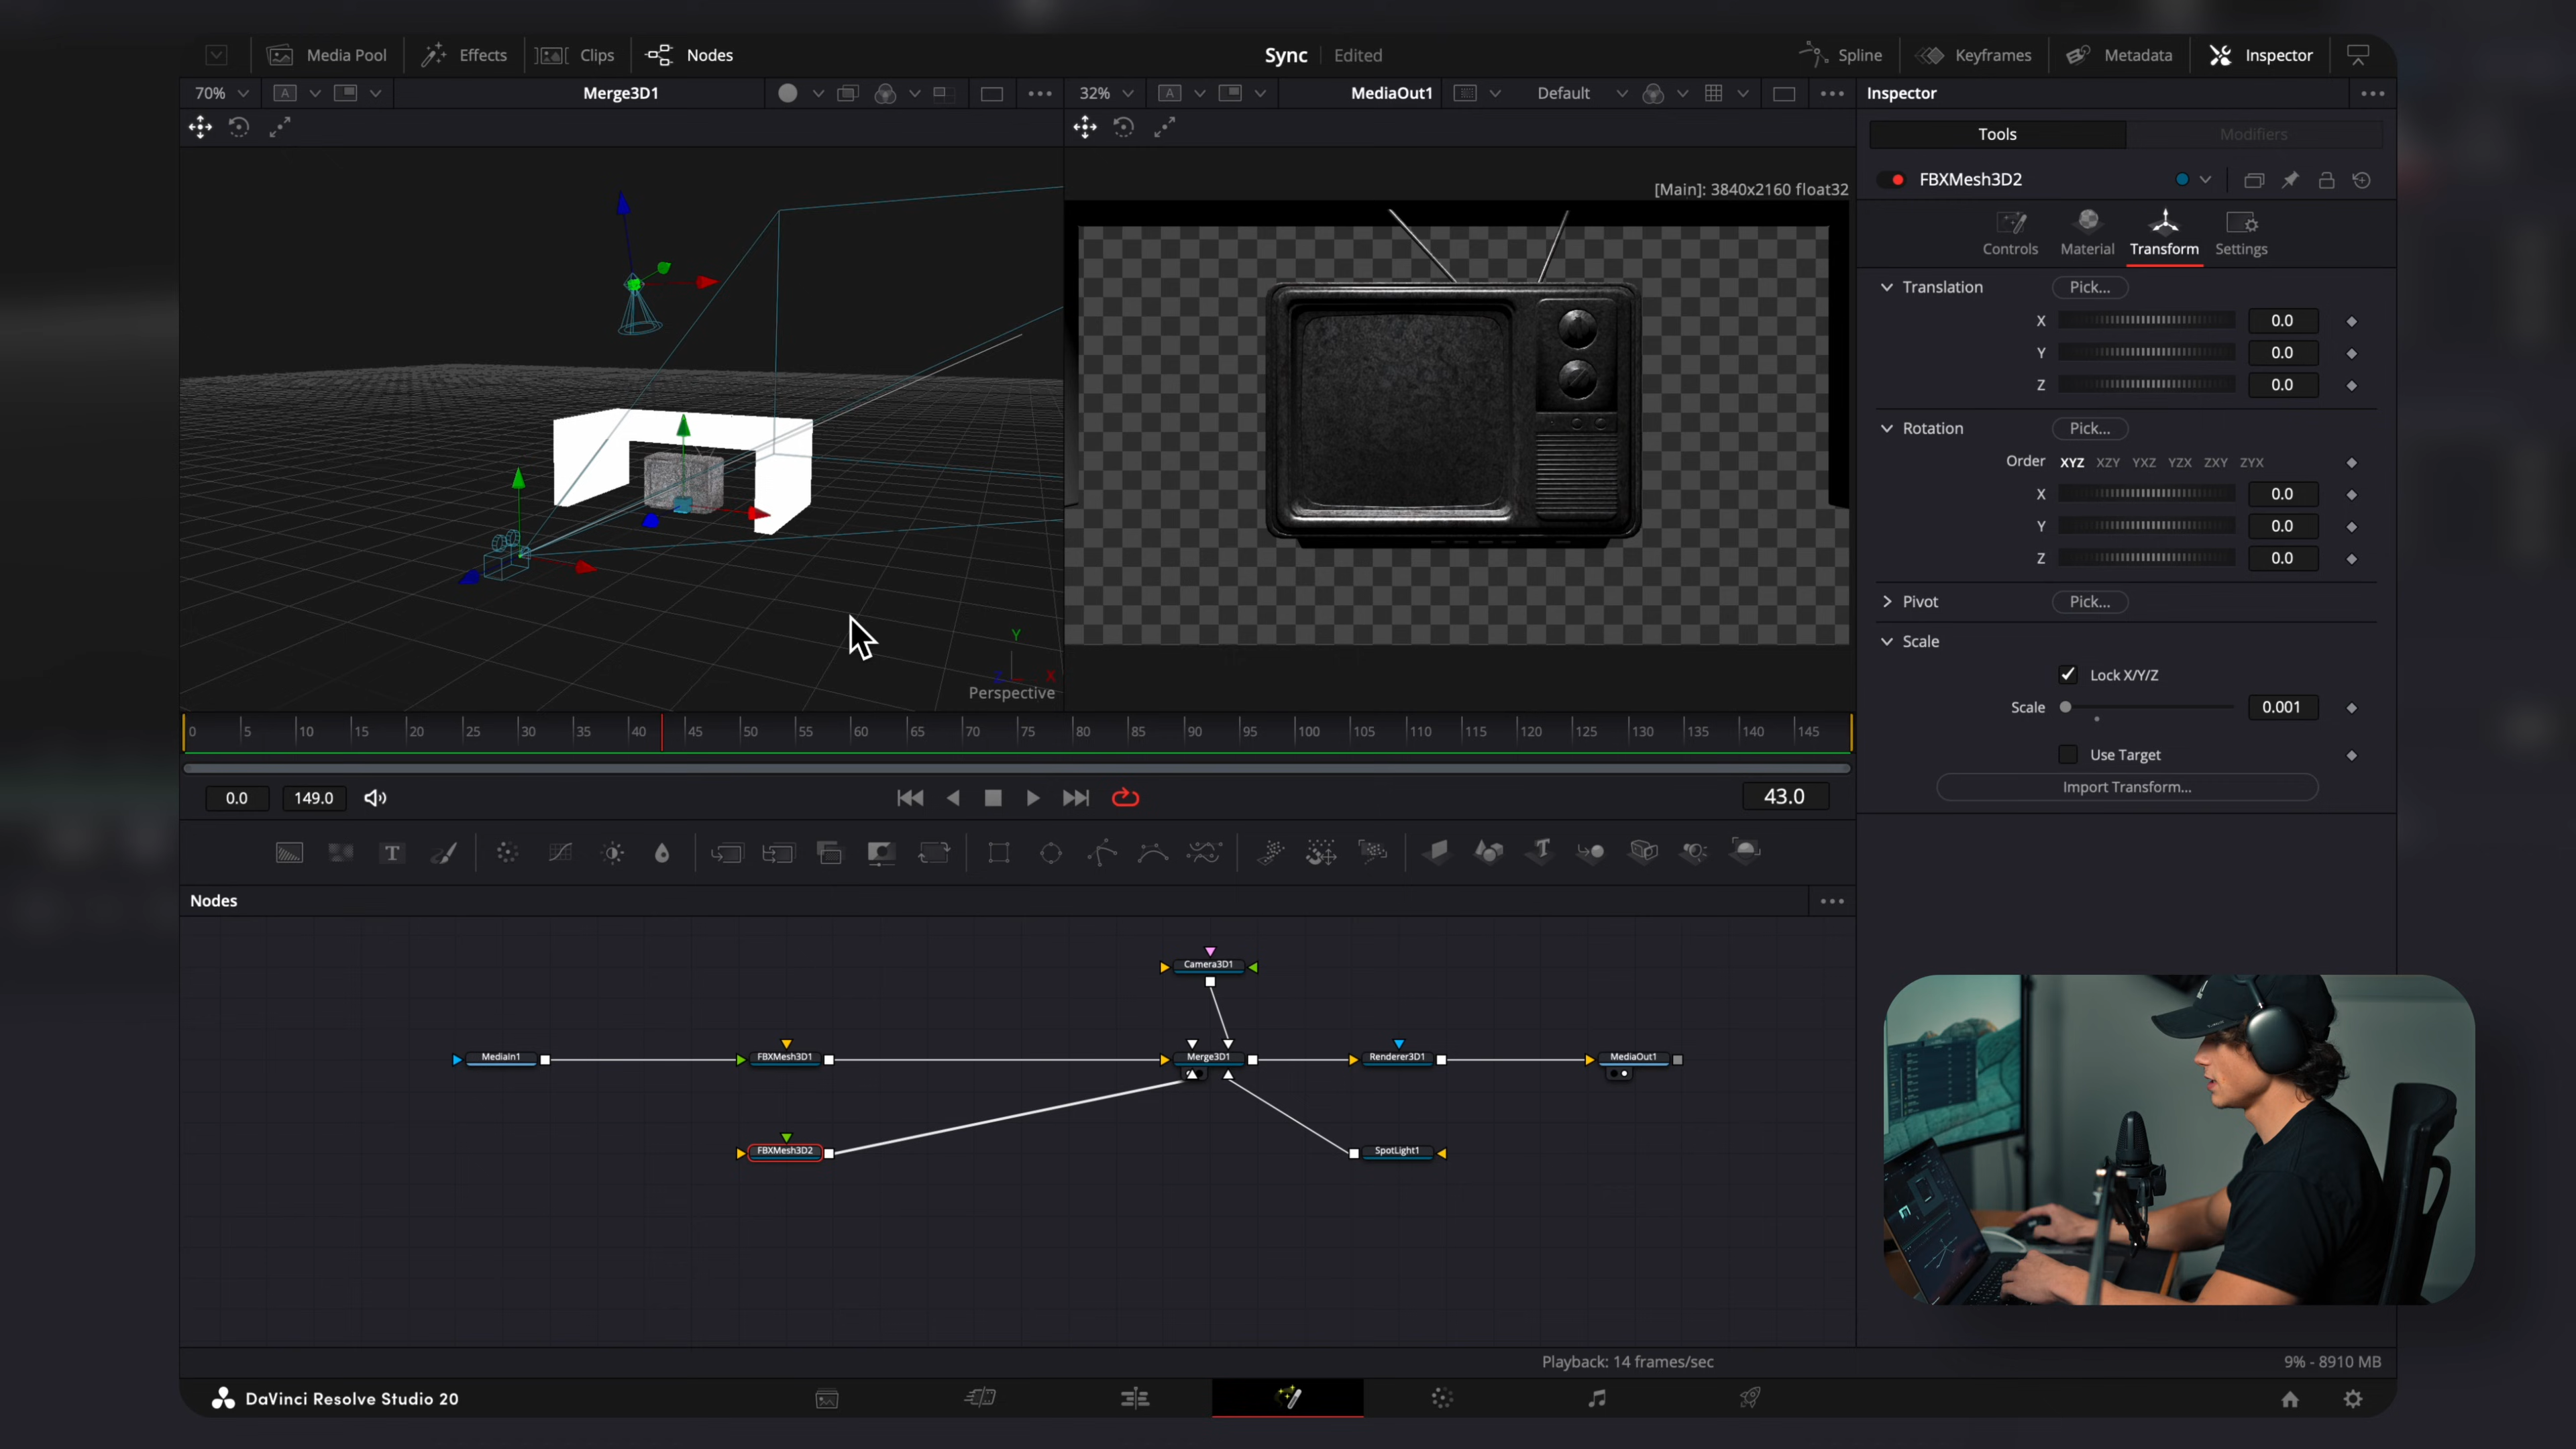 Media Pool Effects Clips Nodes Sync Edited Spline Keyframes Metadata Inspector
70% A Merge3D1 32% A MediaOut1 Default Inspector
Tools Modifiers
FBXMesh3D2
[Main]: 3840x2160 float32
Controls Material Transform Settings
Translation Pick...
X 0.0
Y 0.0
Z 0.0
Rotation Pick...
Order XYZ XZY YXZ YZX ZXY ZYX
X 0.0
Y 0.0
Z 0.0
Pivot Pick...
Scale
Lock X/Y/Z
Scale 0.001
Use Target
Import Transform...
Y
Z X
Perspective
0 5 10 15 20 25 30 35 40 45 50 55 60 65 70 75 80 85 90 95 100 105 110 115 120 125 130 135 140 145
0.0 149.0 43.0
T T
Nodes
Camera3D1
MediaIn1 FBXMesh3D1 Merge3D1 Renderer3D1 MediaOut1
FBXMesh3D2 SpotLight1
Playback: 14 frames/sec 9% - 8910 MB
DaVinci Resolve Studio 20